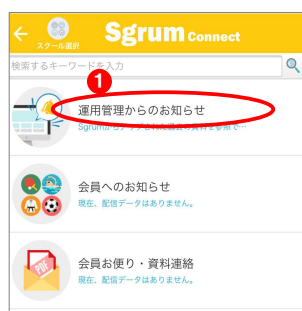 スクール選択
Sgrum Connect
検索するキーワードを入力
1
運用管理からのお知らせ
会員へのお知らせ
現在、配信データはありません。
PDF
会員お便り・資料連絡
現在、配信データはありません。